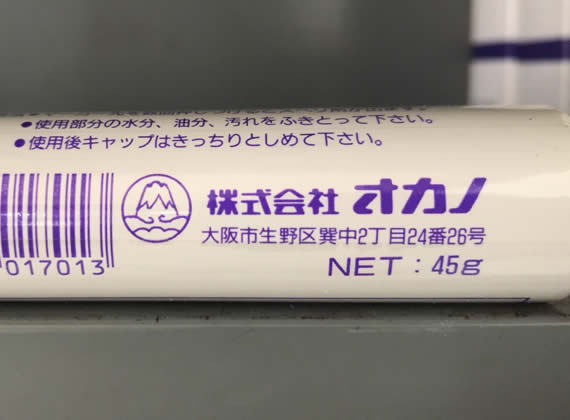 ●使用部分の水分、油分、汚れをふきとって下さい。
●使用後キャップはきっちりとしめて下さい。
株式会社オカノ
大阪市生野区巽中2丁目24番26号
017013
NET：45g